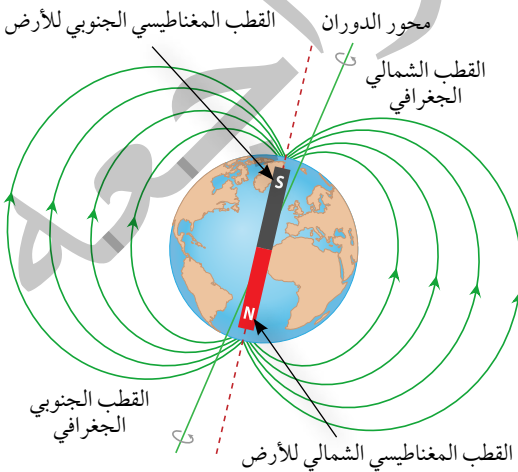 محور الدوران
القطب المغناطيسي الجنوبي للأرض
القطب الشمالي
الجغرافي
S
N
القطب الجنوبي
الجغرافي
القطب المغناطيسي الشمالي للأرض